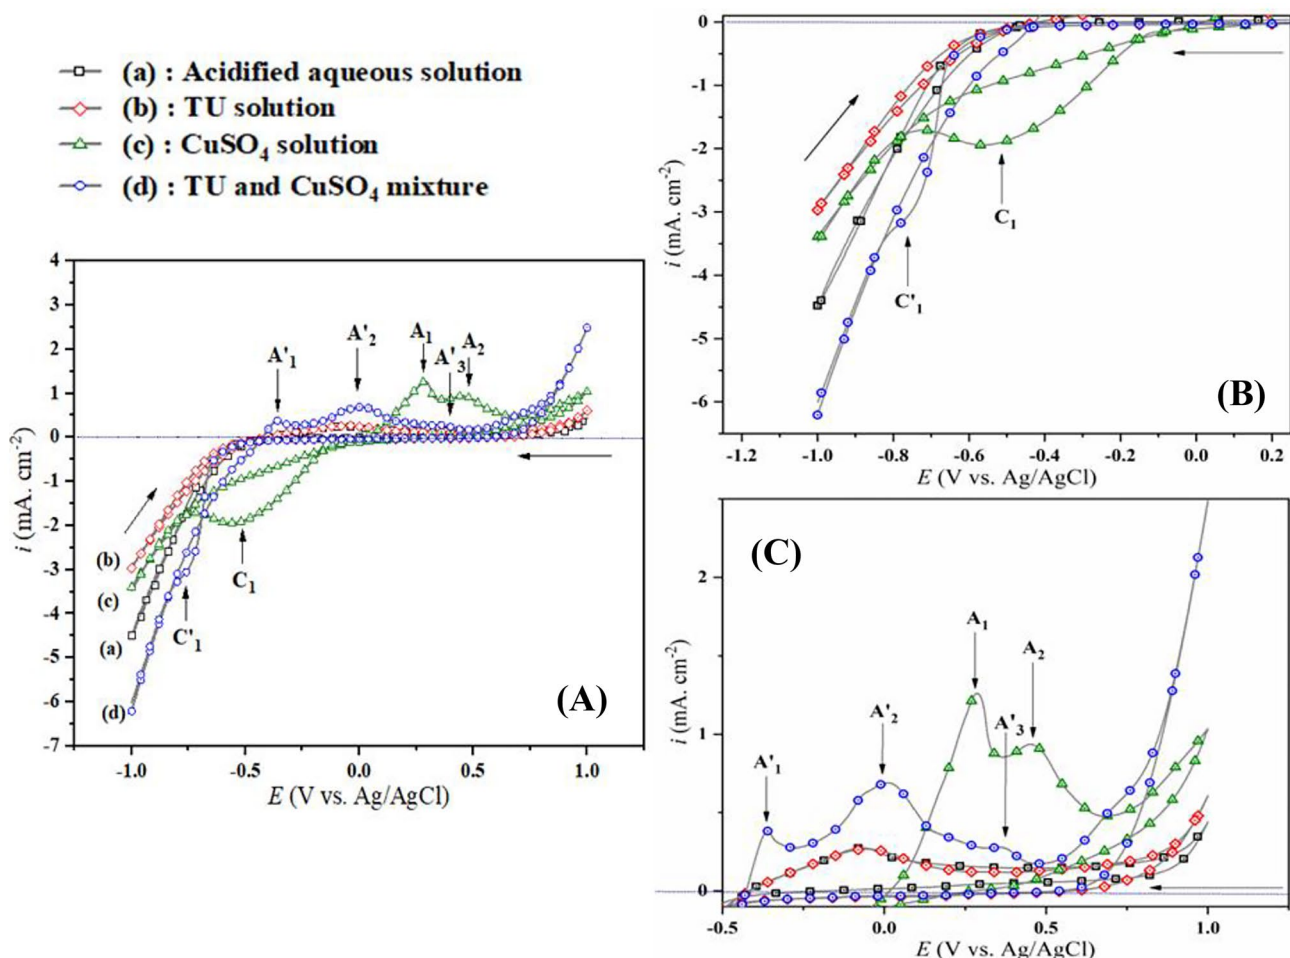 (a) : Acidified aqueous solution
(b) : TU solution
(c) : CuSO4 solution
(d) : TU and CuSO4 mixture
4
3
2
1
0
-1
-2
-3
-4
-5
-6
-7
i (mA. cm-2)
A'1
A'2
A1
A'3
A2
(b)
(c)
(a)
(d)
C1
C'1
(A)
-1.0 -0.5 0.0 0.5 1.0
E (V vs. Ag/AgCl)
0
-1
-2
-3
-4
-5
-6
i (mA. cm-2)
C1
C'1
(B)
-1.2 -1.0 -0.8 -0.6 -0.4 -0.2 0.0 0.2
E (V vs. Ag/AgCl)
(C)
2
1
0
i (mA. cm-2)
A'1
A'2
A1
A'3
A2
-0.5 0.0 0.5 1.0
E (V vs. Ag/AgCl)